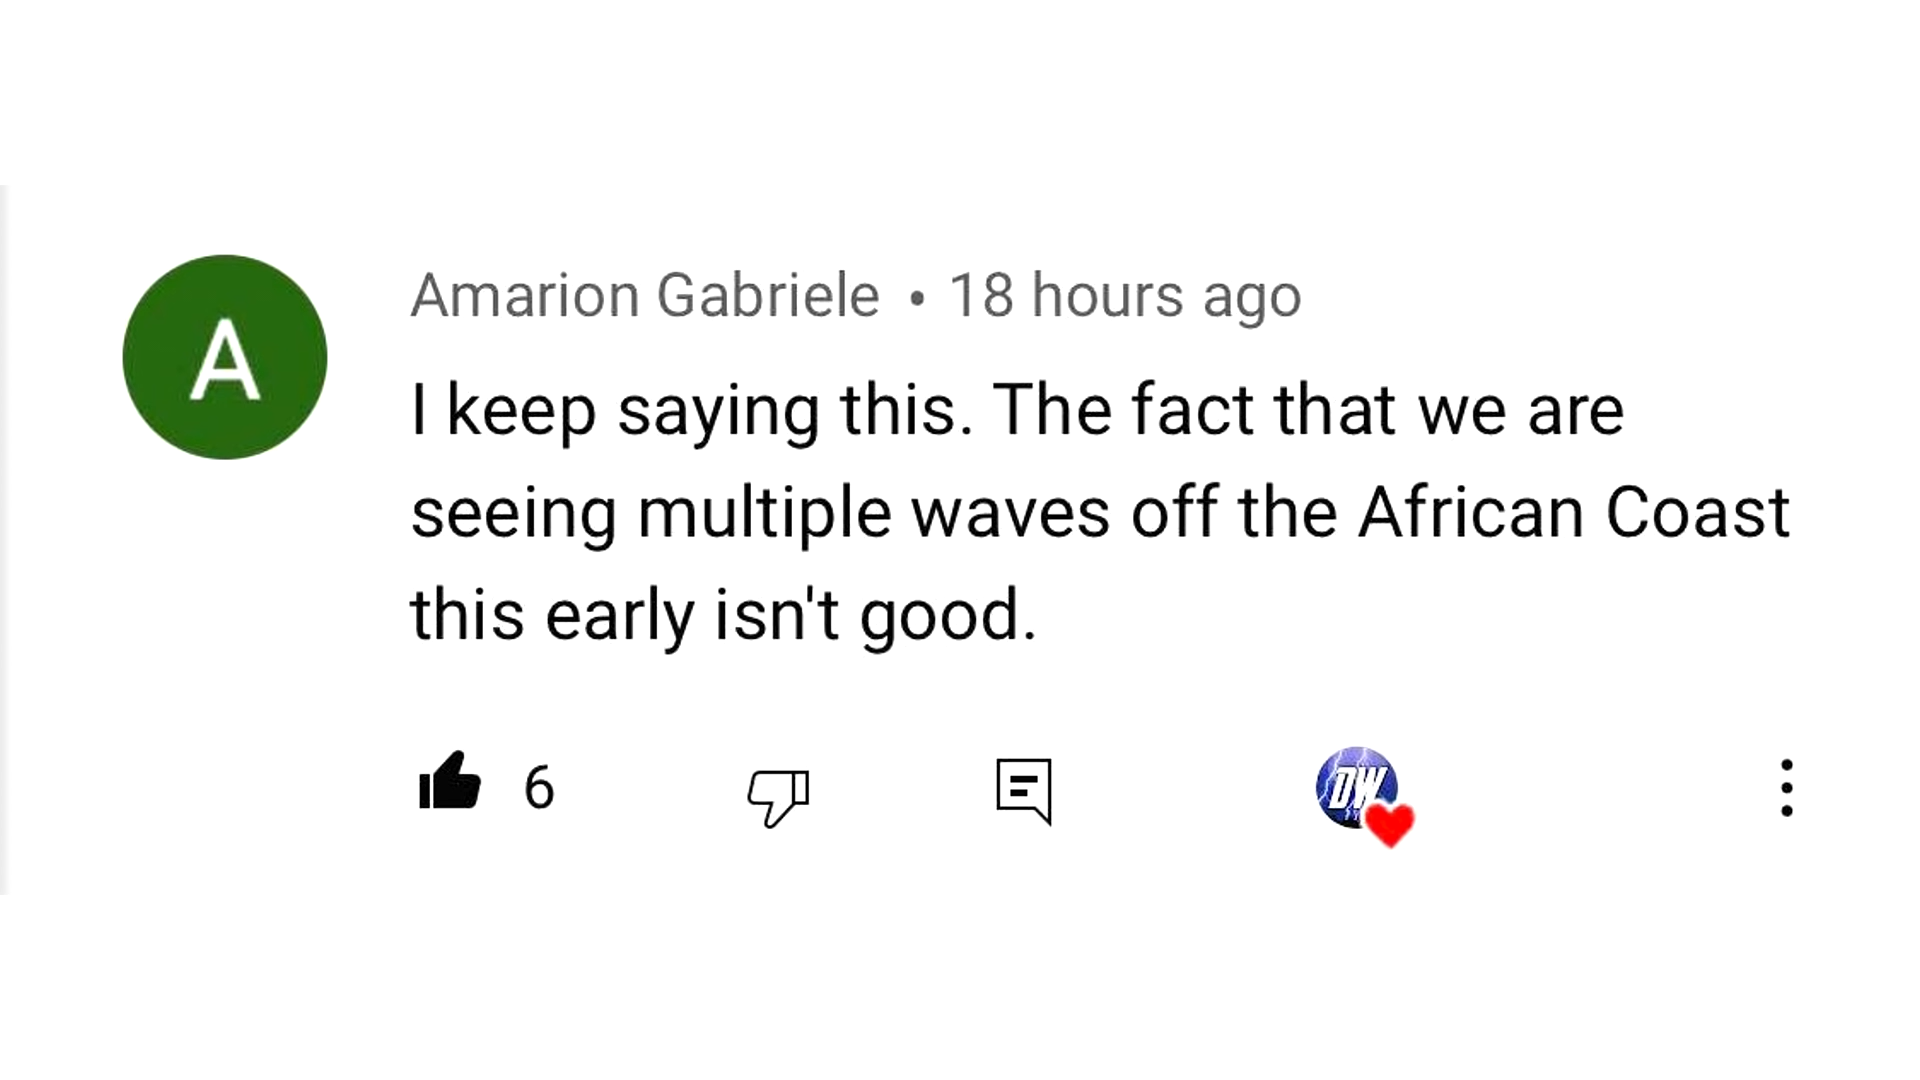 A
Amarion Gabriele • 18 hours ago
I keep saying this. The fact that we are
seeing multiple waves off the African Coast
this early isn't good.
6
DW